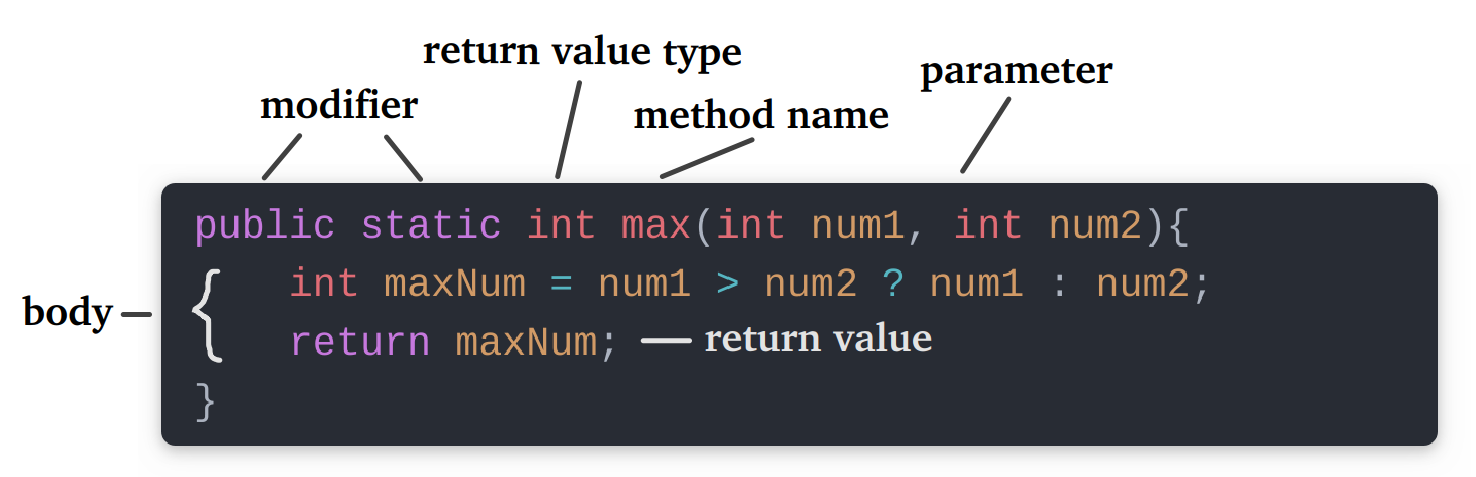 return value type
parameter
modifier
method name
public static int max(int num1, int num2){
int maxNum = num1 > num2 ? num1 : num2;
body
return maxNum; return value
}